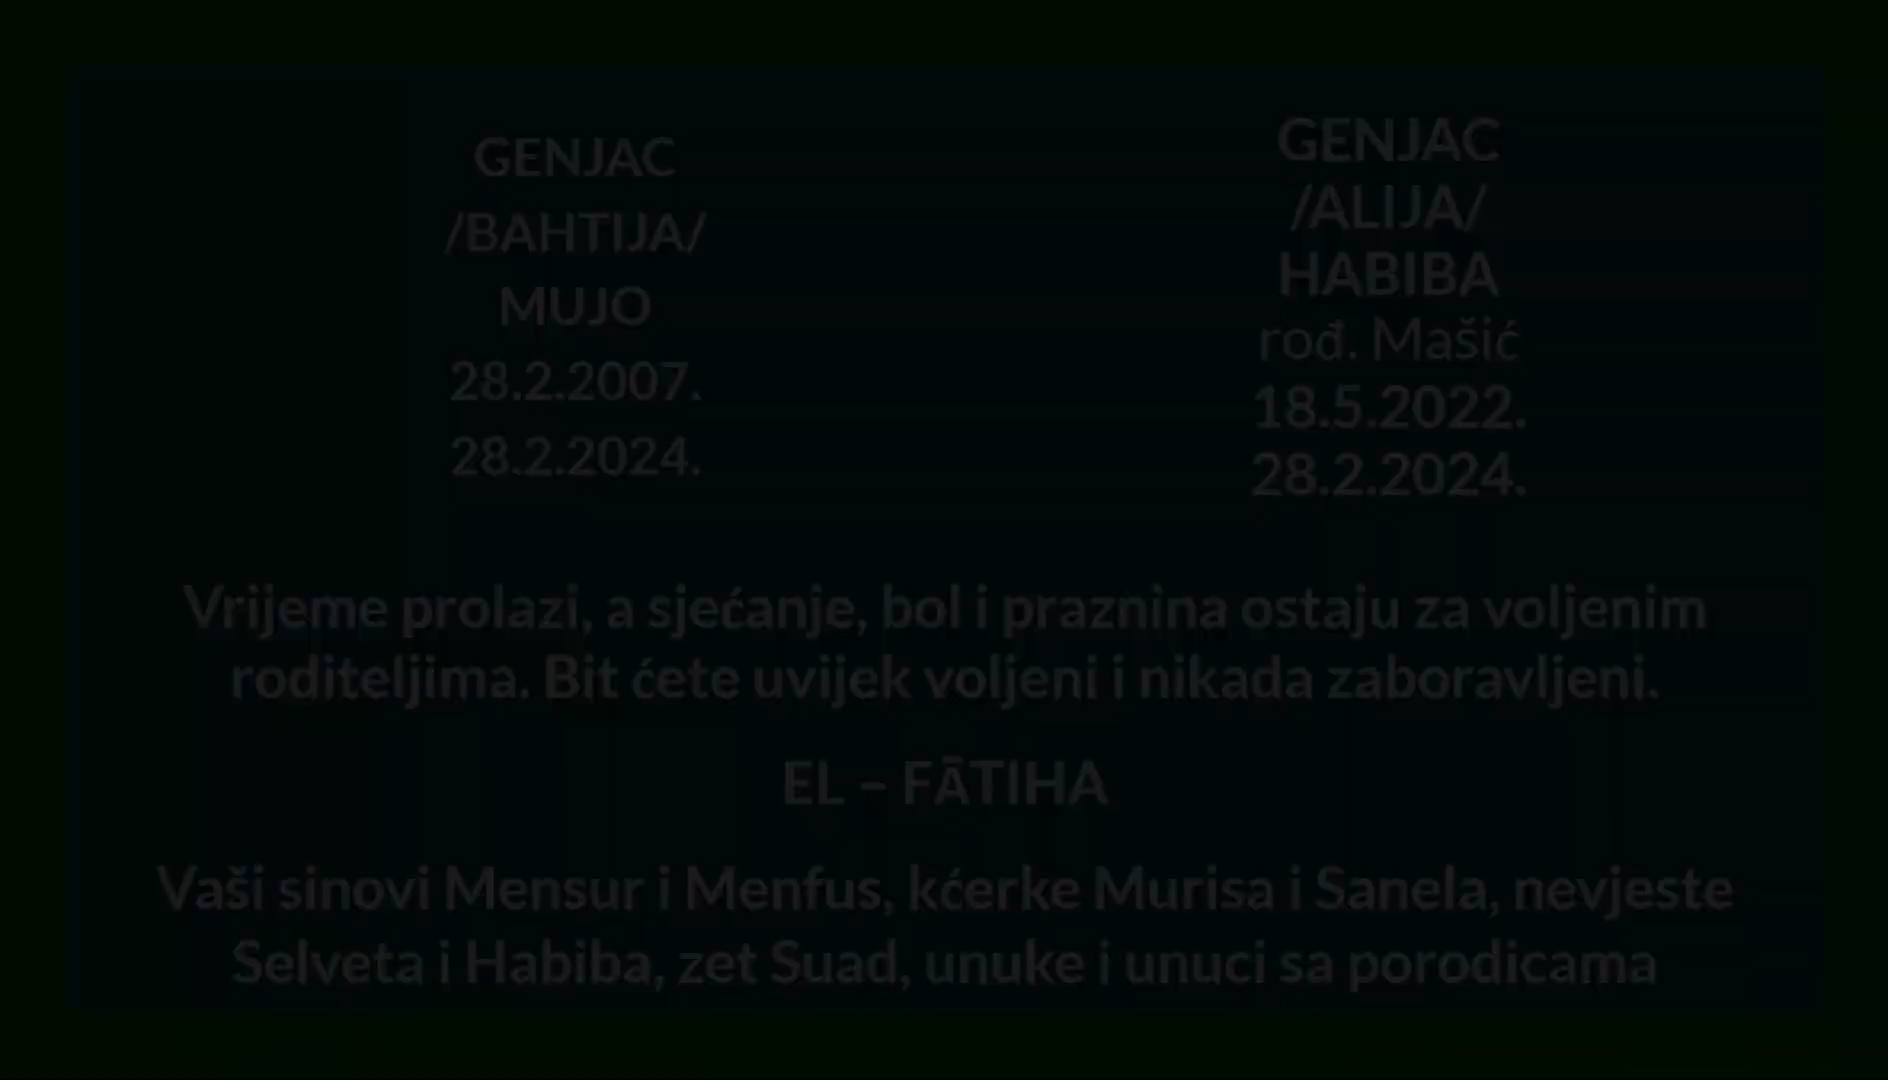 GENJAC
/BAHTIJA/
MUJO
28.2.2007.
28.2.2024.
GENJAC
/ALIJA/
HABIBA
rođ. Mašić
18.5.2022.
28.2.2024.
Vrijeme prolazi, a sjećanje, bol i praznina ostaju za voljenim
roditeljima. Bit ćete uvijek voljeni i nikada zaboravljeni.
EL – FĀTIHA
Vaši sinovi Mensur i Menfus, kćerke Murisa i Sanela, nevjeste
Selveta i Habiba, zet Suad, unuke i unuci sa porodicama